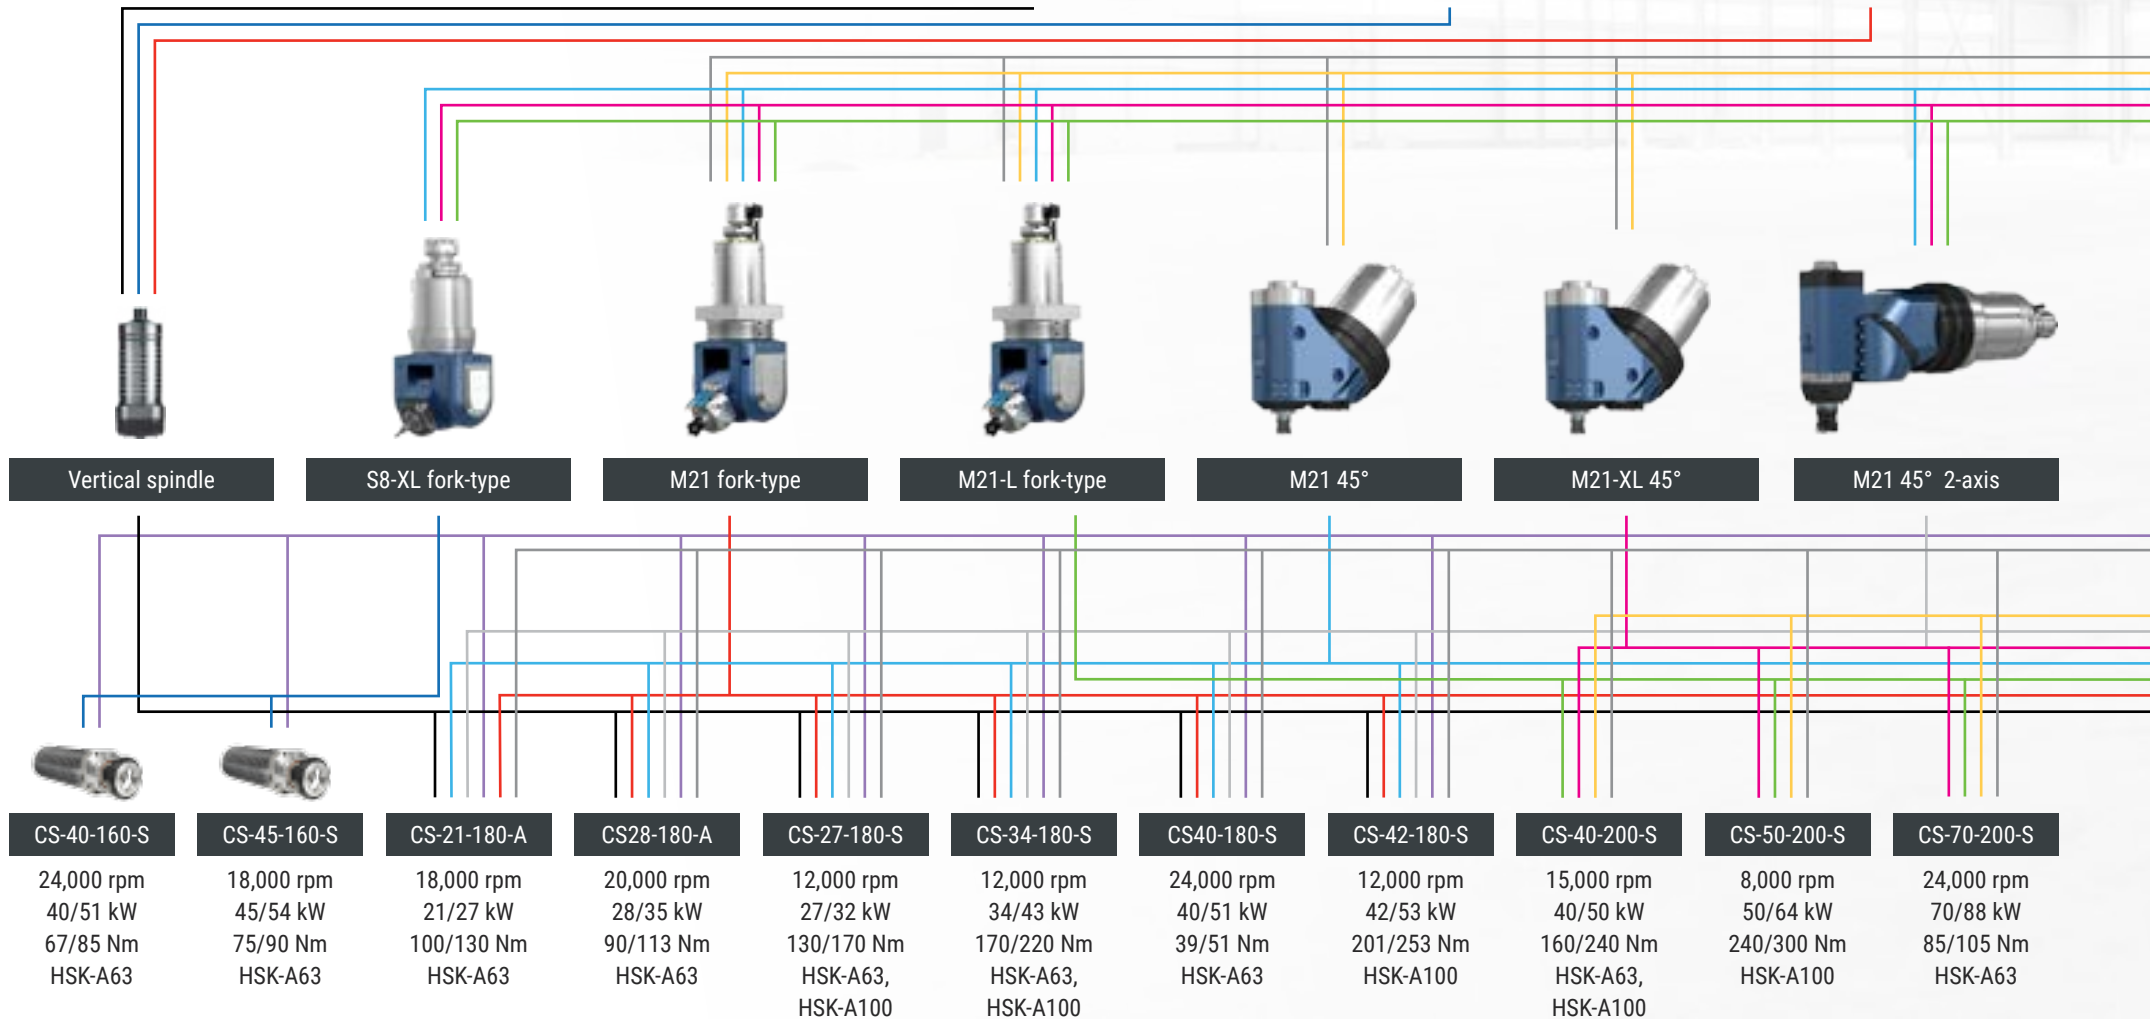 Vertical spindle
S8-XL fork-type
M21 fork-type
M21-L fork-type
M21 45°
M21-XL 45°
M21 45° 2-axis
CS-40-160-S
24,000 rpm
40/51 kW
67/85 Nm
HSK-A63
CS-45-160-S
18,000 rpm
45/54 kW
75/90 Nm
HSK-A63
CS-21-180-A
18,000 rpm
21/27 kW
100/130 Nm
HSK-A63
CS28-180-A
20,000 rpm
28/35 kW
90/113 Nm
HSK-A63
CS-27-180-S
12,000 rpm
27/32 kW
130/170 Nm
HSK-A63,
HSK-A100
CS-34-180-S
12,000 rpm
34/43 kW
170/220 Nm
HSK-A63,
HSK-A100
CS40-180-S
24,000 rpm
40/51 kW
39/51 Nm
HSK-A63
CS-42-180-S
12,000 rpm
42/53 kW
201/253 Nm
HSK-A100
CS-40-200-S
15,000 rpm
40/50 kW
160/240 Nm
HSK-A63,
HSK-A100
CS-50-200-S
8,000 rpm
50/64 kW
240/300 Nm
HSK-A100
CS-70-200-S
24,000 rpm
70/88 kW
85/105 Nm
HSK-A63